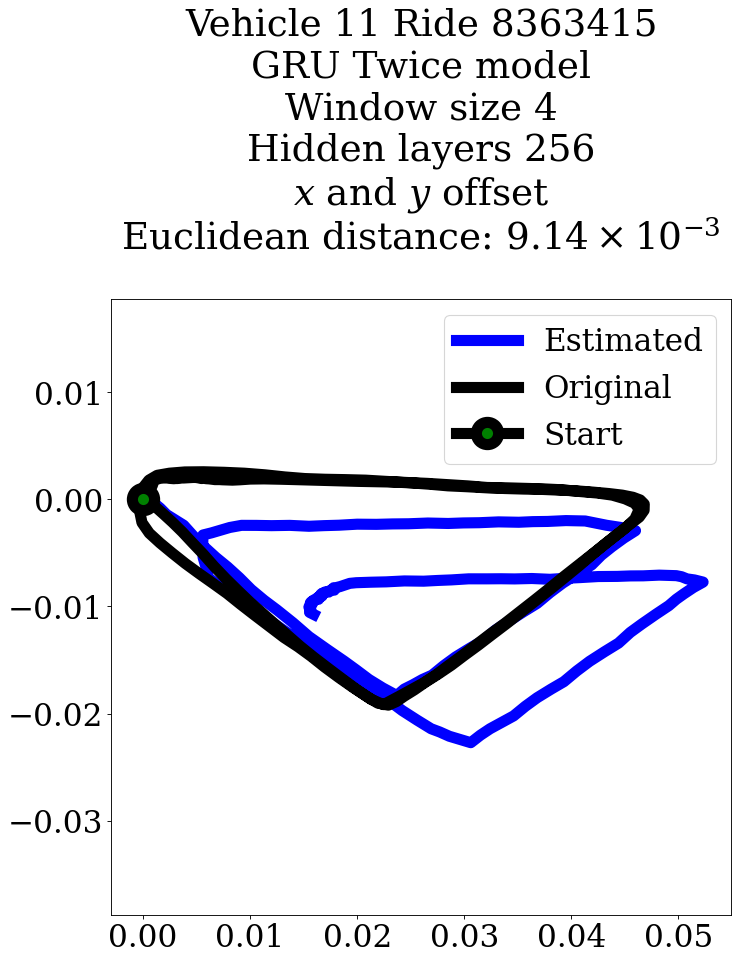 Vehicle 11 Ride 8363415
GRU Twice model
Window size 4
Hidden layers 256
x and y offset
Euclidean distance: 9.14 × 10⁻³
Estimated
Original
Start
0.01
0.00
−0.01
−0.02
−0.03
0.00 0.01 0.02 0.03 0.04 0.05